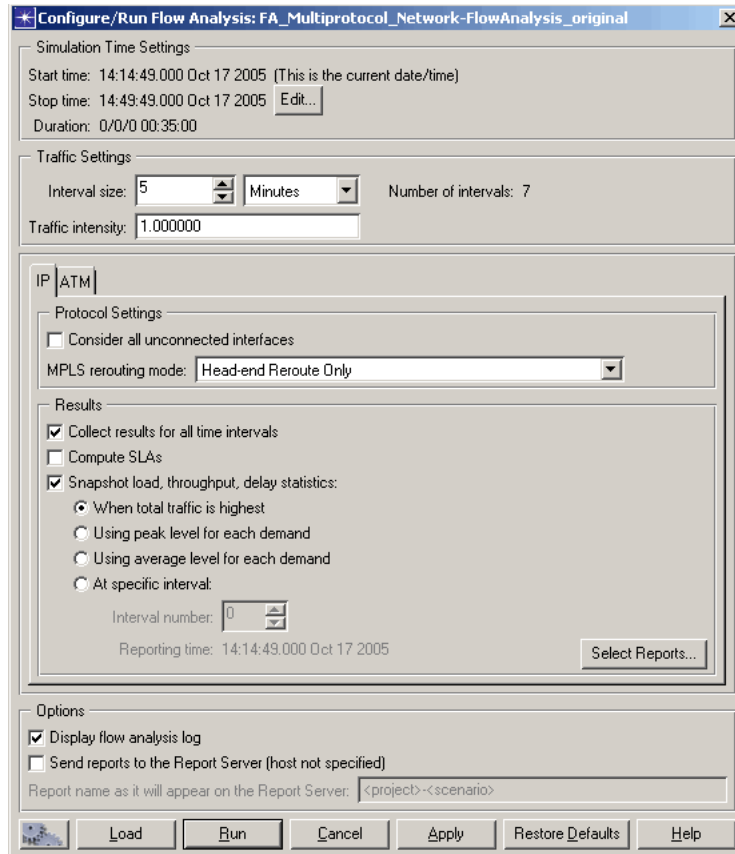 Configure/Run Flow Analysis: FA_Multiprotocol_Network-FlowAnalysis_original
Simulation Time Settings
Start time: 14:14:49.000 Oct 17 2005 (This is the current date/time)
Stop time: 14:49:49.000 Oct 17 2005 Edit...
Duration: 0/0/0 00:35:00
Traffic Settings
Interval size: 5 Minutes Number of intervals: 7
Traffic intensity: 1.000000
IP ATM
Protocol Settings
Consider all unconnected interfaces
MPLS rerouting mode: Head-end Reroute Only
Results
Collect results for all time intervals
Compute SLAs
Snapshot load, throughput, delay statistics:
When total traffic is highest
Using peak level for each demand
Using average level for each demand
At specific interval:
Interval number: 0
Reporting time: 14:14:49.000 Oct 17 2005 Select Reports...
Options
Display flow analysis log
Send reports to the Report Server (host not specified)
Report name as it will appear on the Report Server: <project>-<scenario>
Load Run Cancel Apply Restore Defaults Help